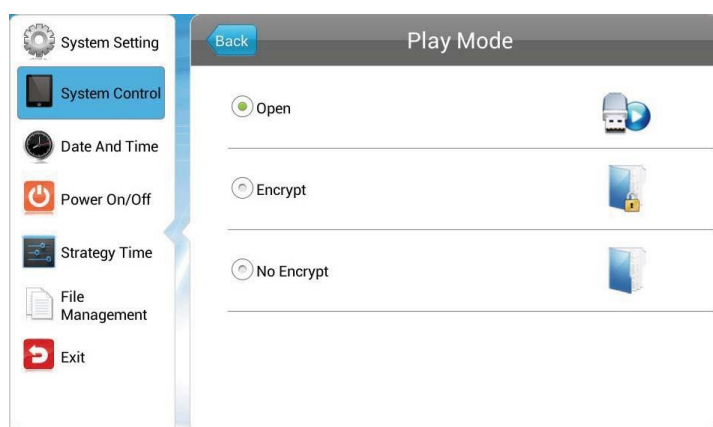 System Setting
System Control
Date And Time
Power On/Off
Strategy Time
File
Management
Exit
Back
Play Mode
Open
Encrypt
No Encrypt